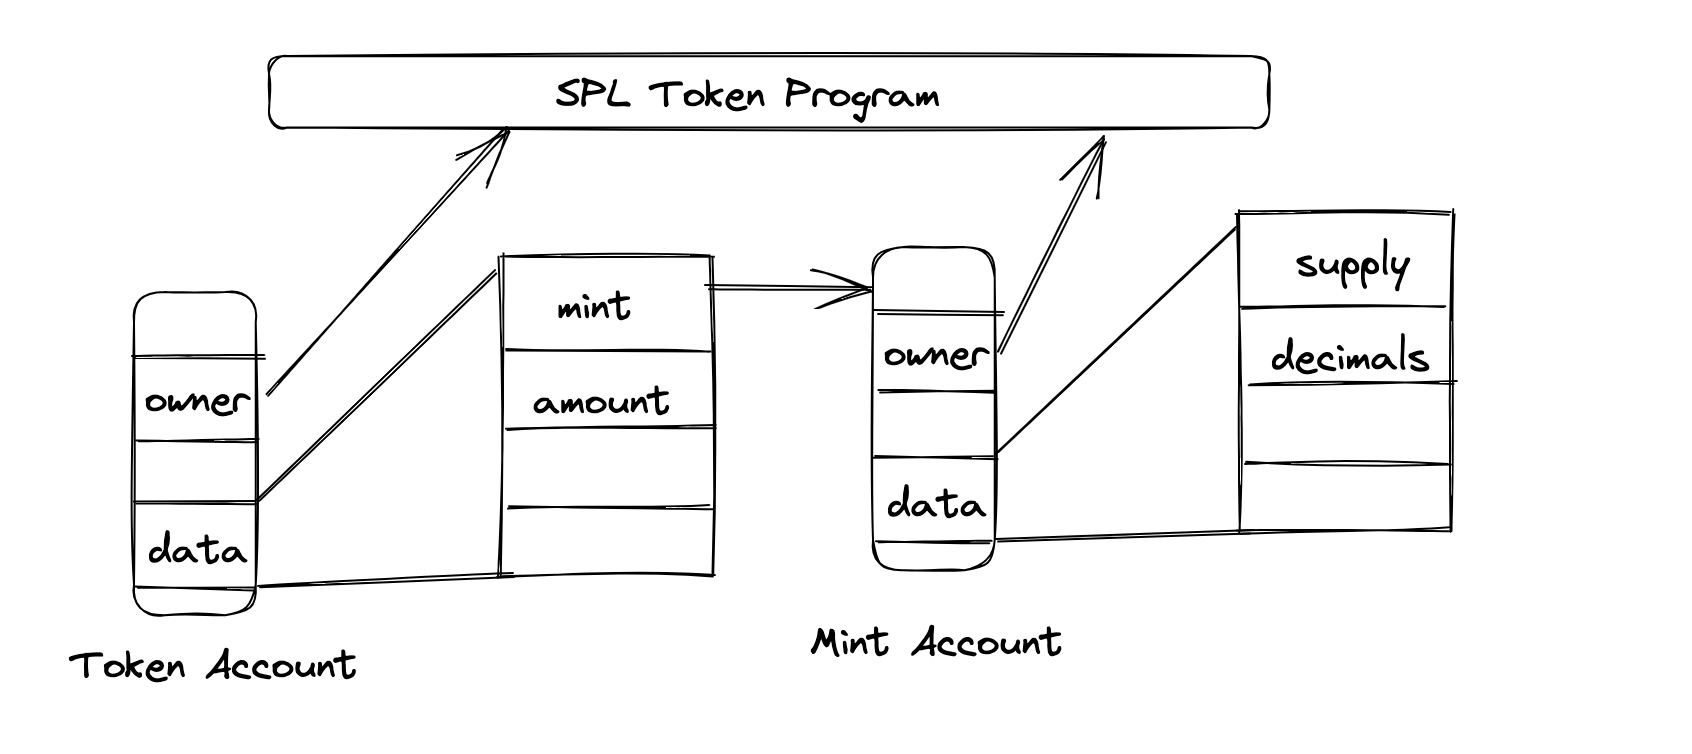 SPL Token Program
mint
amount
owner
data
Token Account
owner
data
Mint Account
supply
decimals